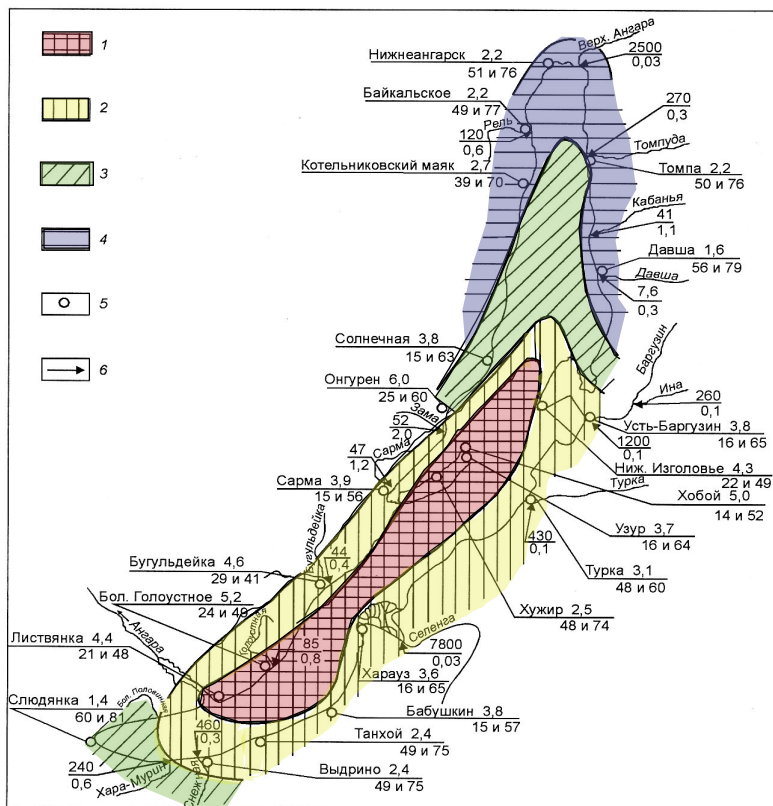 1
2
3
4
5
6
Верх. Ангара
2500
0,03
Нижнеангарск 2,2
51 и 76
Байкальское 2,2
49 и 77
Рель
120
0,6
270
0,3
Томпуда
Котельниковский маяк 2,7
39 и 70
Томпа 2,2
50 и 76
Кабанья
41
1,1
Давша 1,6
56 и 79
Давша
7,6
0,3
Солнечная 3,8
15 и 63
Баргузин
Онгурен 6,0
25 и 60
Ина
260
0,1
Зама
52
2,0
Усть-Баргузин 3,8
16 и 65
1200
0,1
47
1,2
Сарма
Ниж. Изголовье 4,3
22 и 49
Сарма 3,9
15 и 56
Турка
Хобой 5,0
14 и 52
Узур 3,7
16 и 64
430
0,1
Бугульдейка
44
0,4
Бугульдейка 4,6
29 и 41
Турка 3,1
48 и 60
Бол. Голоустное 5,2
24 и 49
Хужир 2,5
48 и 74
Ангара
Голоустная
Селенга
Листвянка 4,4
21 и 48
85
0,8
7800
0,03
Харауз 3,6
16 и 65
Слюдянка 1,4
60 и 81
Бол. Половинная
Бабушкин 3,8
15 и 57
460
0,3
Танхой 2,4
49 и 75
240
0,6
Хара-Мурин
Снежная
Выдрино 2,4
49 и 75